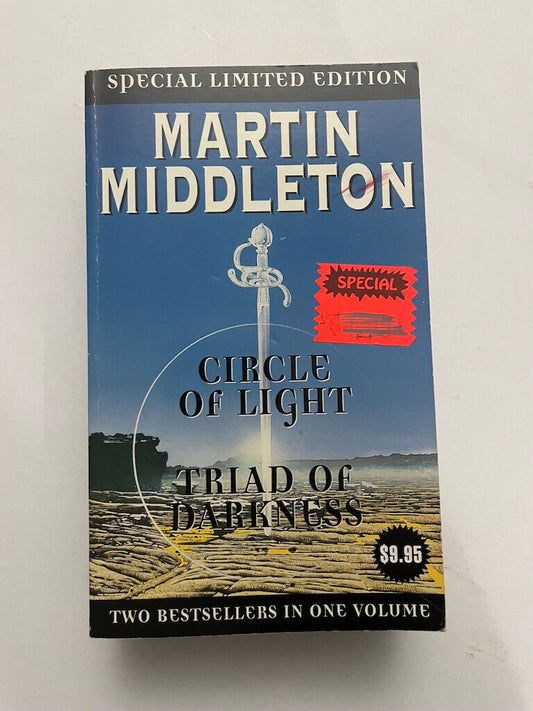 SPECIAL LIMITED EDITION
MARTIN
MIDDLETON
SPECIAL
CIRCLE
OF LIGHT
TRIAD OF
DARKNESS
$9.95
TWO BESTSELLERS IN ONE VOLUME